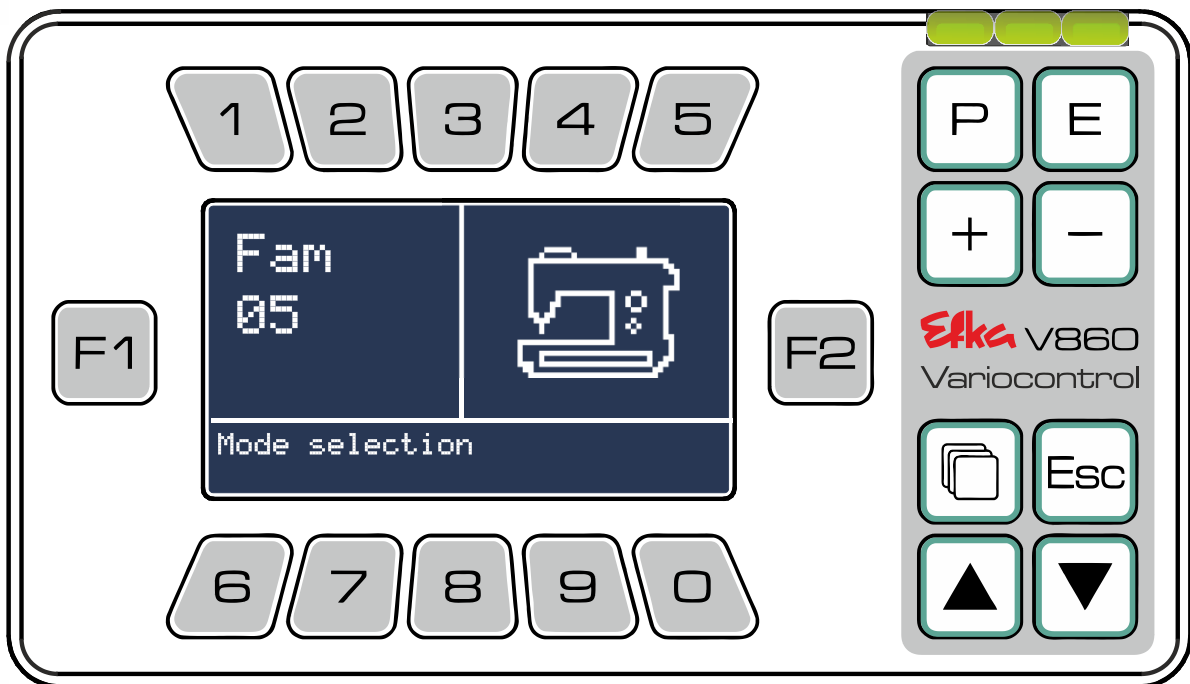 1 2 3 4 5
P E
+ −
Fam
05
F1
F2
Efka V860
Variocontrol
Mode selection
Esc
6 7 8 9 0